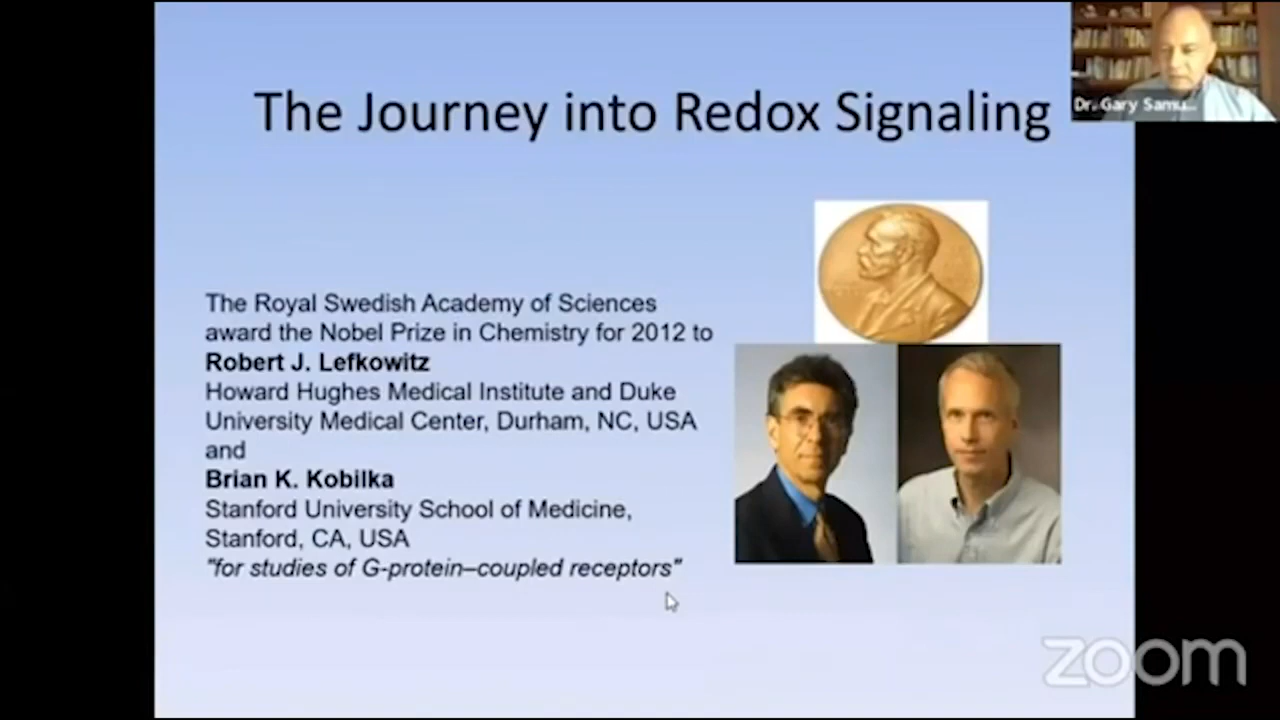 The Journey into Redox Signaling
Dr. Gary Samu...
The Royal Swedish Academy of Sciences
award the Nobel Prize in Chemistry for 2012 to
Robert J. Lefkowitz
Howard Hughes Medical Institute and Duke
University Medical Center, Durham, NC, USA
and
Brian K. Kobilka
Stanford University School of Medicine,
Stanford, CA, USA
"for studies of G-protein–coupled receptors"
zoom